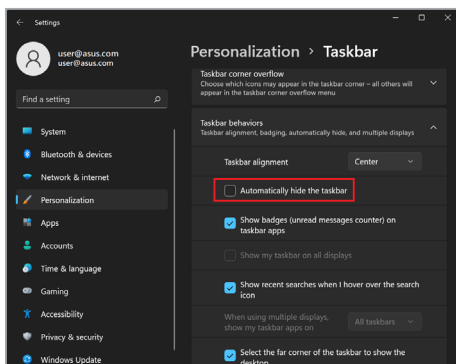 Settings
user@asus.com
user@asus.com
Find a setting
System
Bluetooth & devices
Network & internet
Personalization
Apps
Accounts
Time & language
Gaming
Accessibility
Privacy & security
Windows Update
Personalization > Taskbar
Taskbar corner overflow
Choose which icons may appear in the taskbar corner – all others will
appear in the taskbar corner overflow menu
Taskbar behaviors
Taskbar alignment, badging, automatically hide, and multiple displays
Taskbar alignment
Center
Automatically hide the taskbar
Show badges (unread messages counter) on
taskbar apps
Show my taskbar on all displays
Show recent searches when I hover over the search
icon
When using multiple displays,
show my taskbar apps on
All taskbars
Select the far corner of the taskbar to show the
desktop